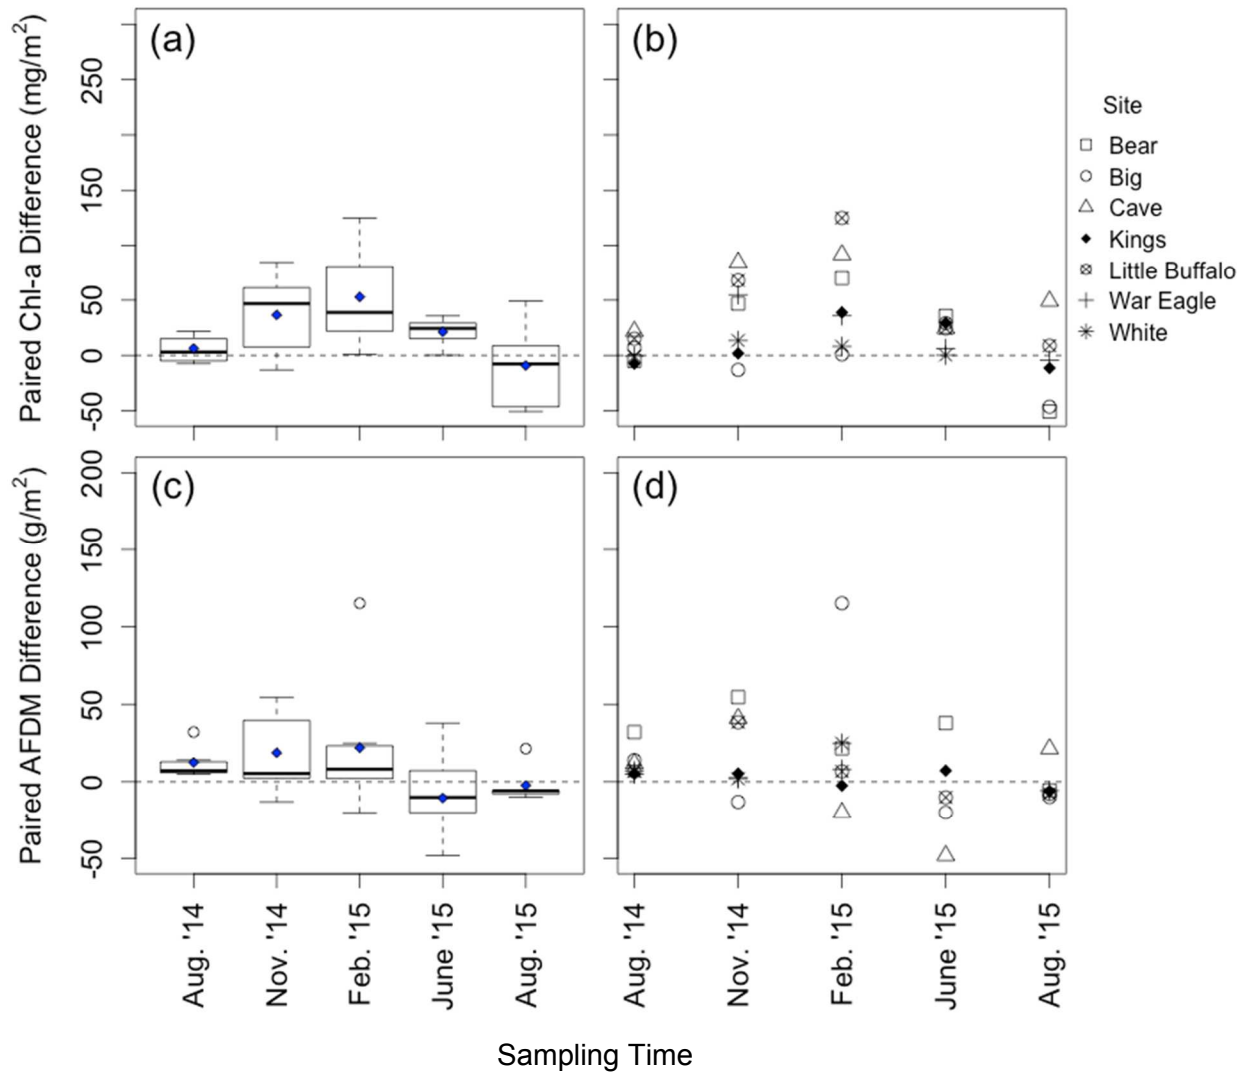 (a)
(b)
Paired Chl-a Difference (mg/m²)
250
150
50
0
-50
Site
Bear
Big
Cave
Kings
Little Buffalo
War Eagle
White
(c)
(d)
Paired AFDM Difference (g/m²)
200
150
100
50
0
-50
Aug. '14
Nov. '14
Feb. '15
June '15
Aug. '15
Aug. '14
Nov. '14
Feb. '15
June '15
Aug. '15
Sampling Time